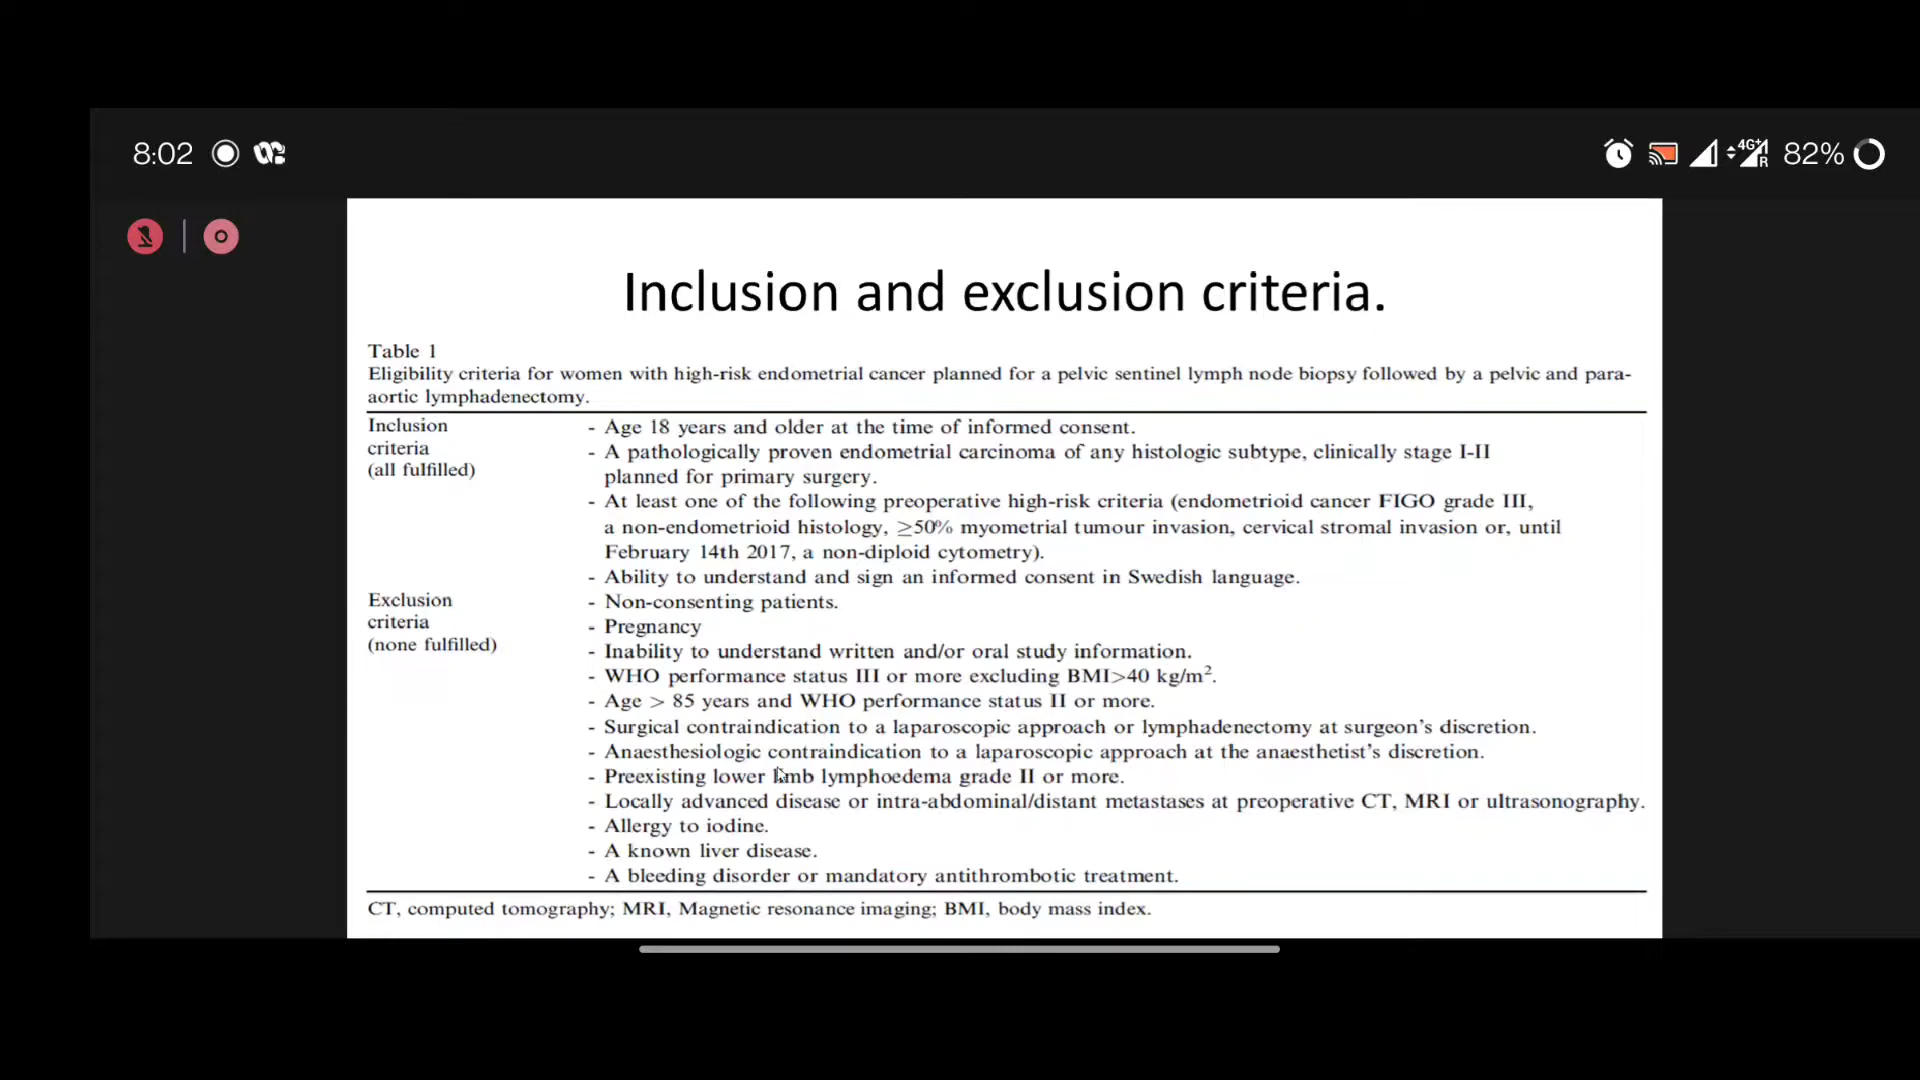 8:02
4G+
R
82%
Inclusion and exclusion criteria.
Table 1
Eligibility criteria for women with high-risk endometrial cancer planned for a pelvic sentinel lymph node biopsy followed by a pelvic and para-
aortic lymphadenectomy.
Inclusion
criteria
(all fulfilled)
- Age 18 years and older at the time of informed consent.
- A pathologically proven endometrial carcinoma of any histologic subtype, clinically stage I-II
planned for primary surgery.
- At least one of the following preoperative high-risk criteria (endometrioid cancer FIGO grade III,
a non-endometrioid histology, ≥50% myometrial tumour invasion, cervical stromal invasion or, until
February 14th 2017, a non-diploid cytometry).
- Ability to understand and sign an informed consent in Swedish language.
Exclusion
criteria
(none fulfilled)
- Non-consenting patients.
- Pregnancy
- Inability to understand written and/or oral study information.
- WHO performance status III or more excluding BMI>40 kg/m².
- Age > 85 years and WHO performance status II or more.
- Surgical contraindication to a laparoscopic approach or lymphadenectomy at surgeon's discretion.
- Anaesthesiologic contraindication to a laparoscopic approach at the anaesthetist's discretion.
- Preexisting lower limb lymphoedema grade II or more.
- Locally advanced disease or intra-abdominal/distant metastases at preoperative CT, MRI or ultrasonography.
- Allergy to iodine.
- A known liver disease.
- A bleeding disorder or mandatory antithrombotic treatment.
CT, computed tomography; MRI, Magnetic resonance imaging; BMI, body mass index.